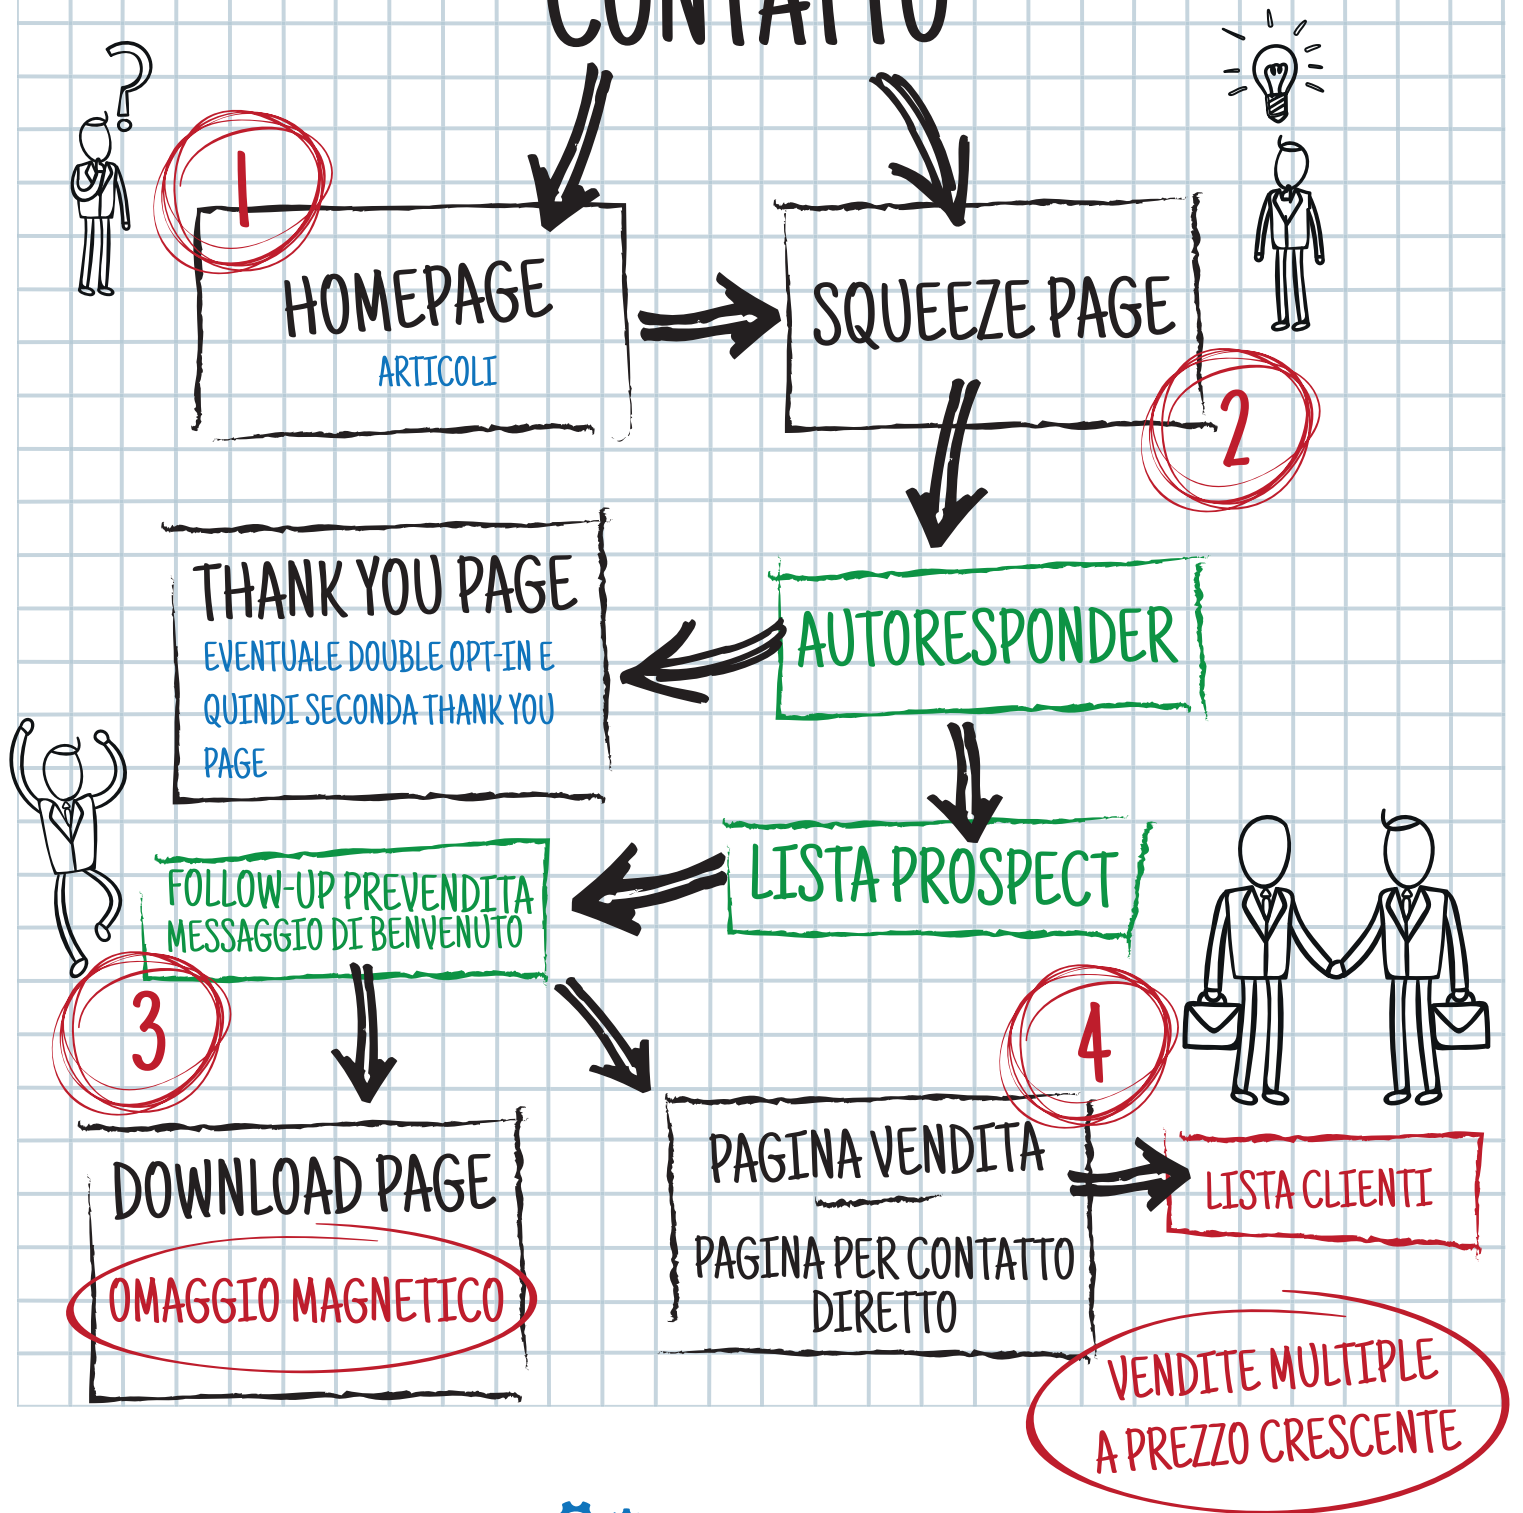 CONTATTO
1
HOMEPAGE
ARTICOLI
SQUEEZE PAGE
2
THANK YOU PAGE
EVENTUALE DOUBLE OPT-IN E
QUINDI SECONDA THANK YOU
PAGE
AUTORESPONDER
LISTA PROSPECT
FOLLOW-UP PREVENDITA
MESSAGGIO DI BENVENUTO
3
4
DOWNLOAD PAGE
OMAGGIO MAGNETICO
PAGINA VENDITA
PAGINA PER CONTATTO
DIRETTO
LISTA CLIENTI
VENDITE MULTIPLE
A PREZZO CRESCENTE